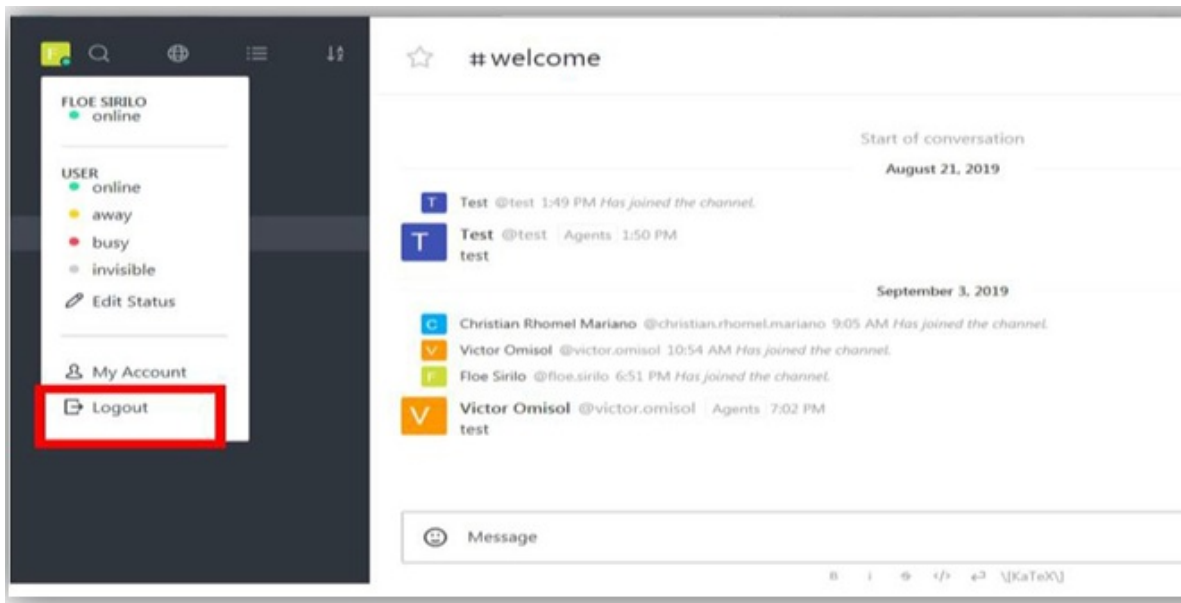 F
#welcome
FLOE SIRILO
online
USER
online
away
busy
invisible
Edit Status
My Account
Logout
Start of conversation
August 21, 2019
T Test @test 1:49 PM Has joined the channel.
T Test @test Agents 1:50 PM
test
September 3, 2019
C Christian Rhomel Mariano @christian.rhomel.mariano 9:05 AM Has joined the channel.
V Victor Omisol @victor.omisol 10:54 AM Has joined the channel.
F Floe Sirilo @floe.sirilo 6:51 PM Has joined the channel.
V Victor Omisol @victor.omisol Agents 7:02 PM
test
Message
B i S </> \[KaTeX\]